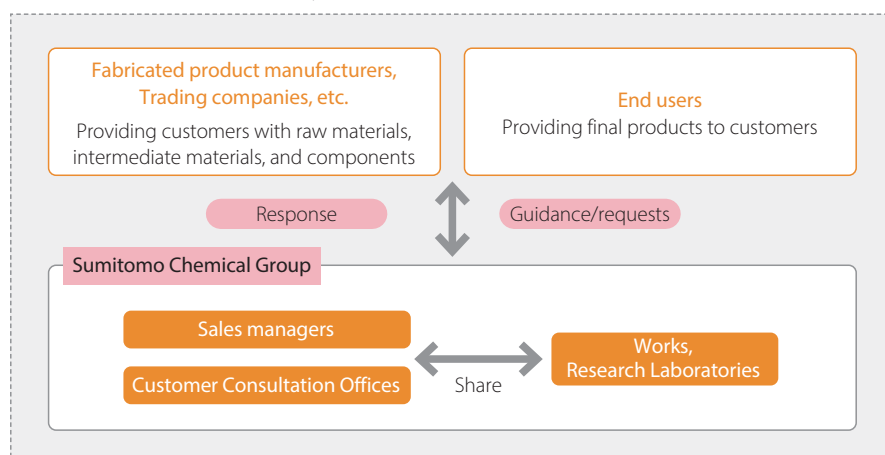 Fabricated product manufacturers,
Trading companies, etc.
Providing customers with raw materials,
intermediate materials, and components
End users
Providing final products to customers
Response
Guidance/requests
Sumitomo Chemical Group
Sales managers
Customer Consultation Offices
Share
Works,
Research Laboratories